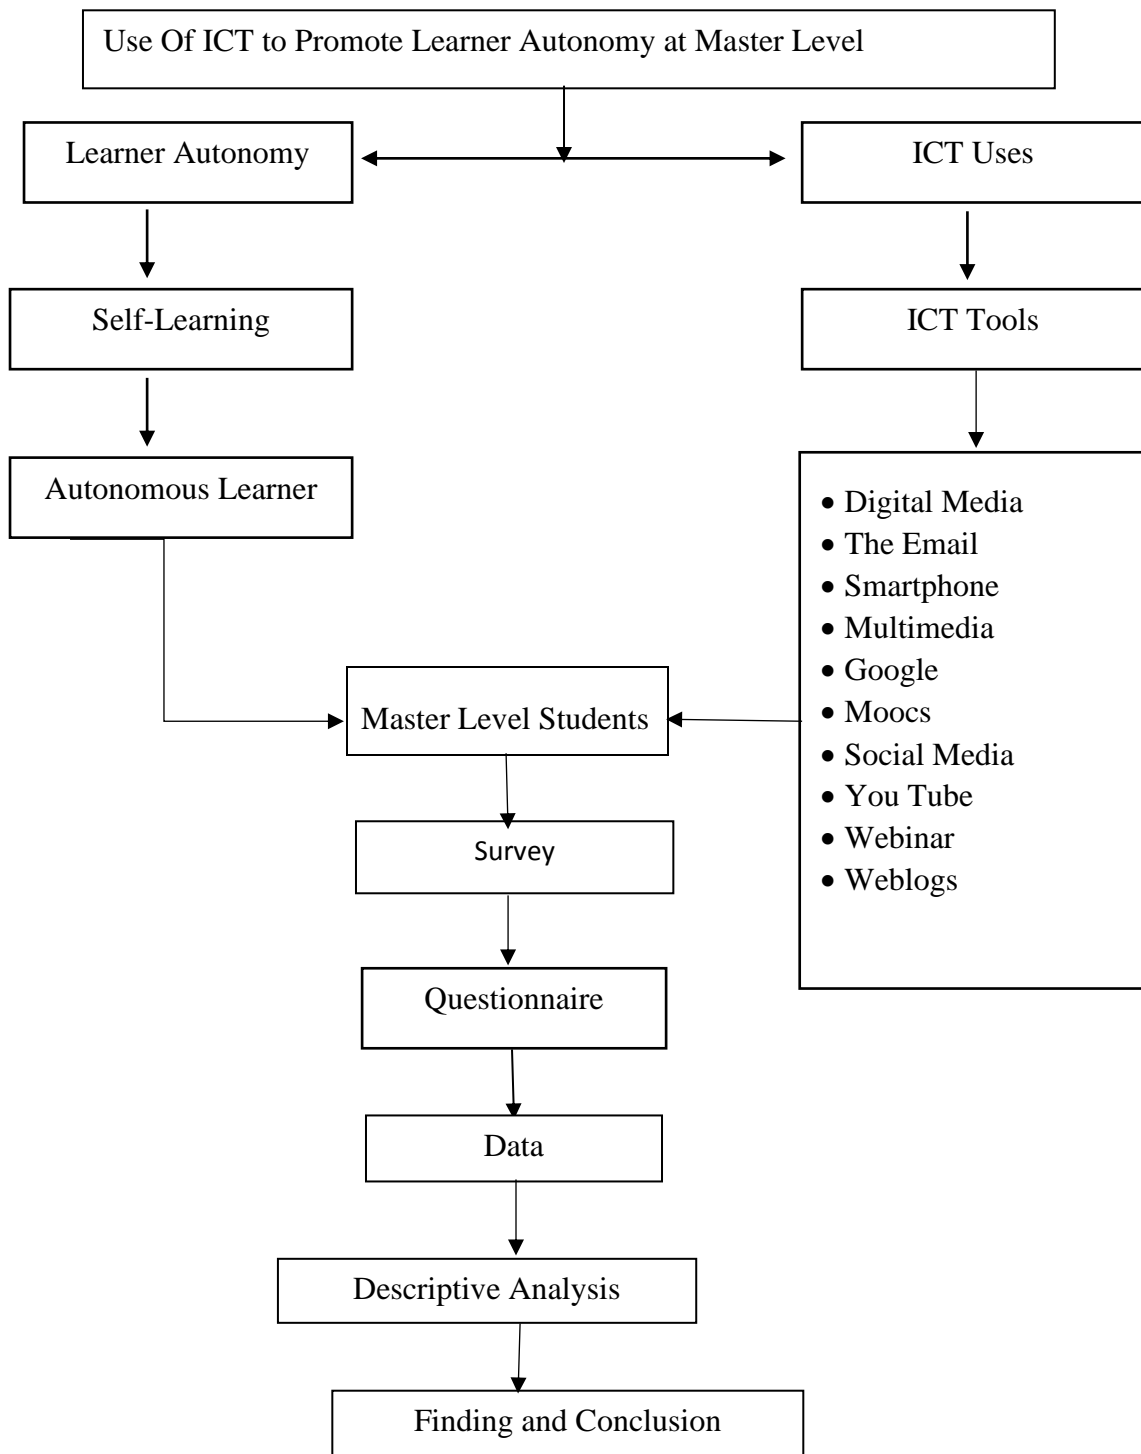 Use Of ICT to Promote Learner Autonomy at Master Level
Learner Autonomy
ICT Uses
Self-Learning
ICT Tools
Autonomous Learner
• Digital Media
• The Email
• Smartphone
• Multimedia
• Google
• Moocs
• Social Media
• You Tube
• Webinar
• Weblogs
Master Level Students
Survey
Questionnaire
Data
Descriptive Analysis
Finding and Conclusion